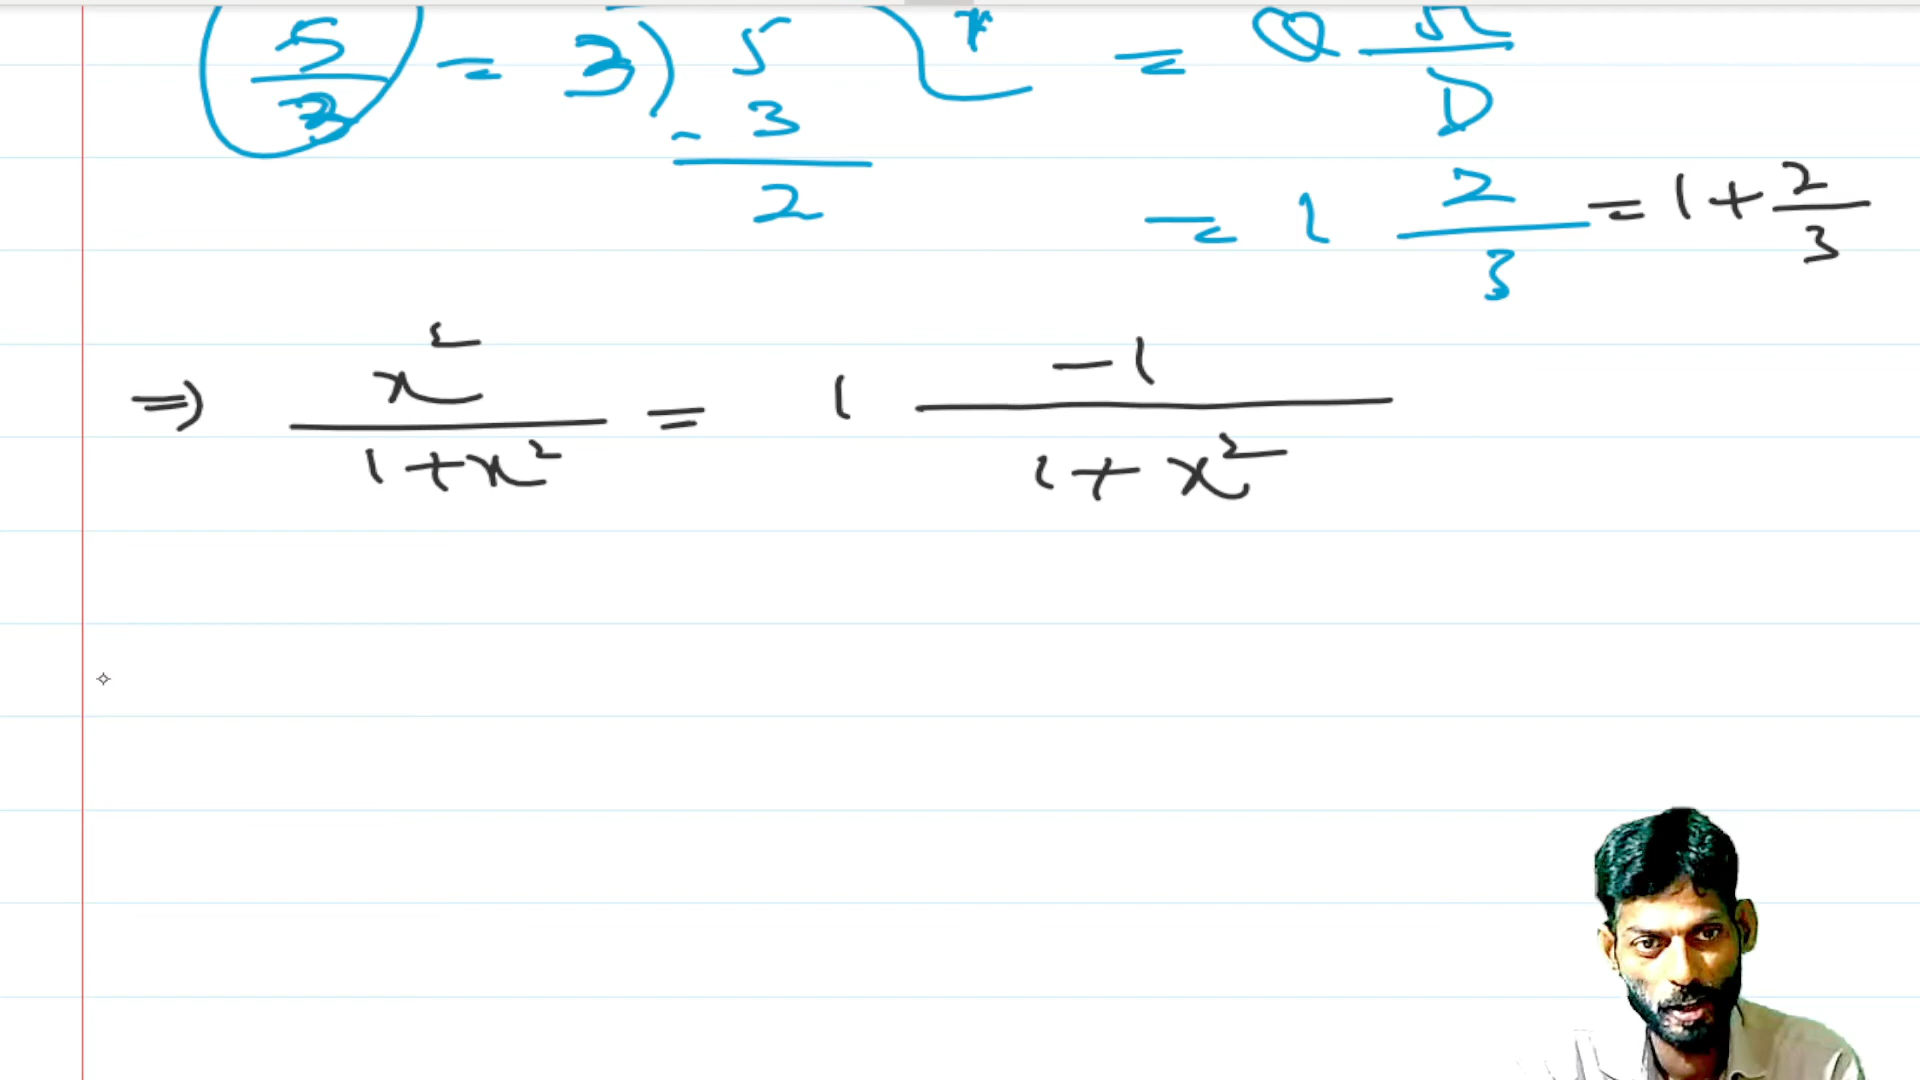 5/3 = 3) 5 = Q R/D
- 3
2
= 1 2/3 = 1 + 2/3
⇒ x²/(1+x²) = 1 -1/(1+x²)